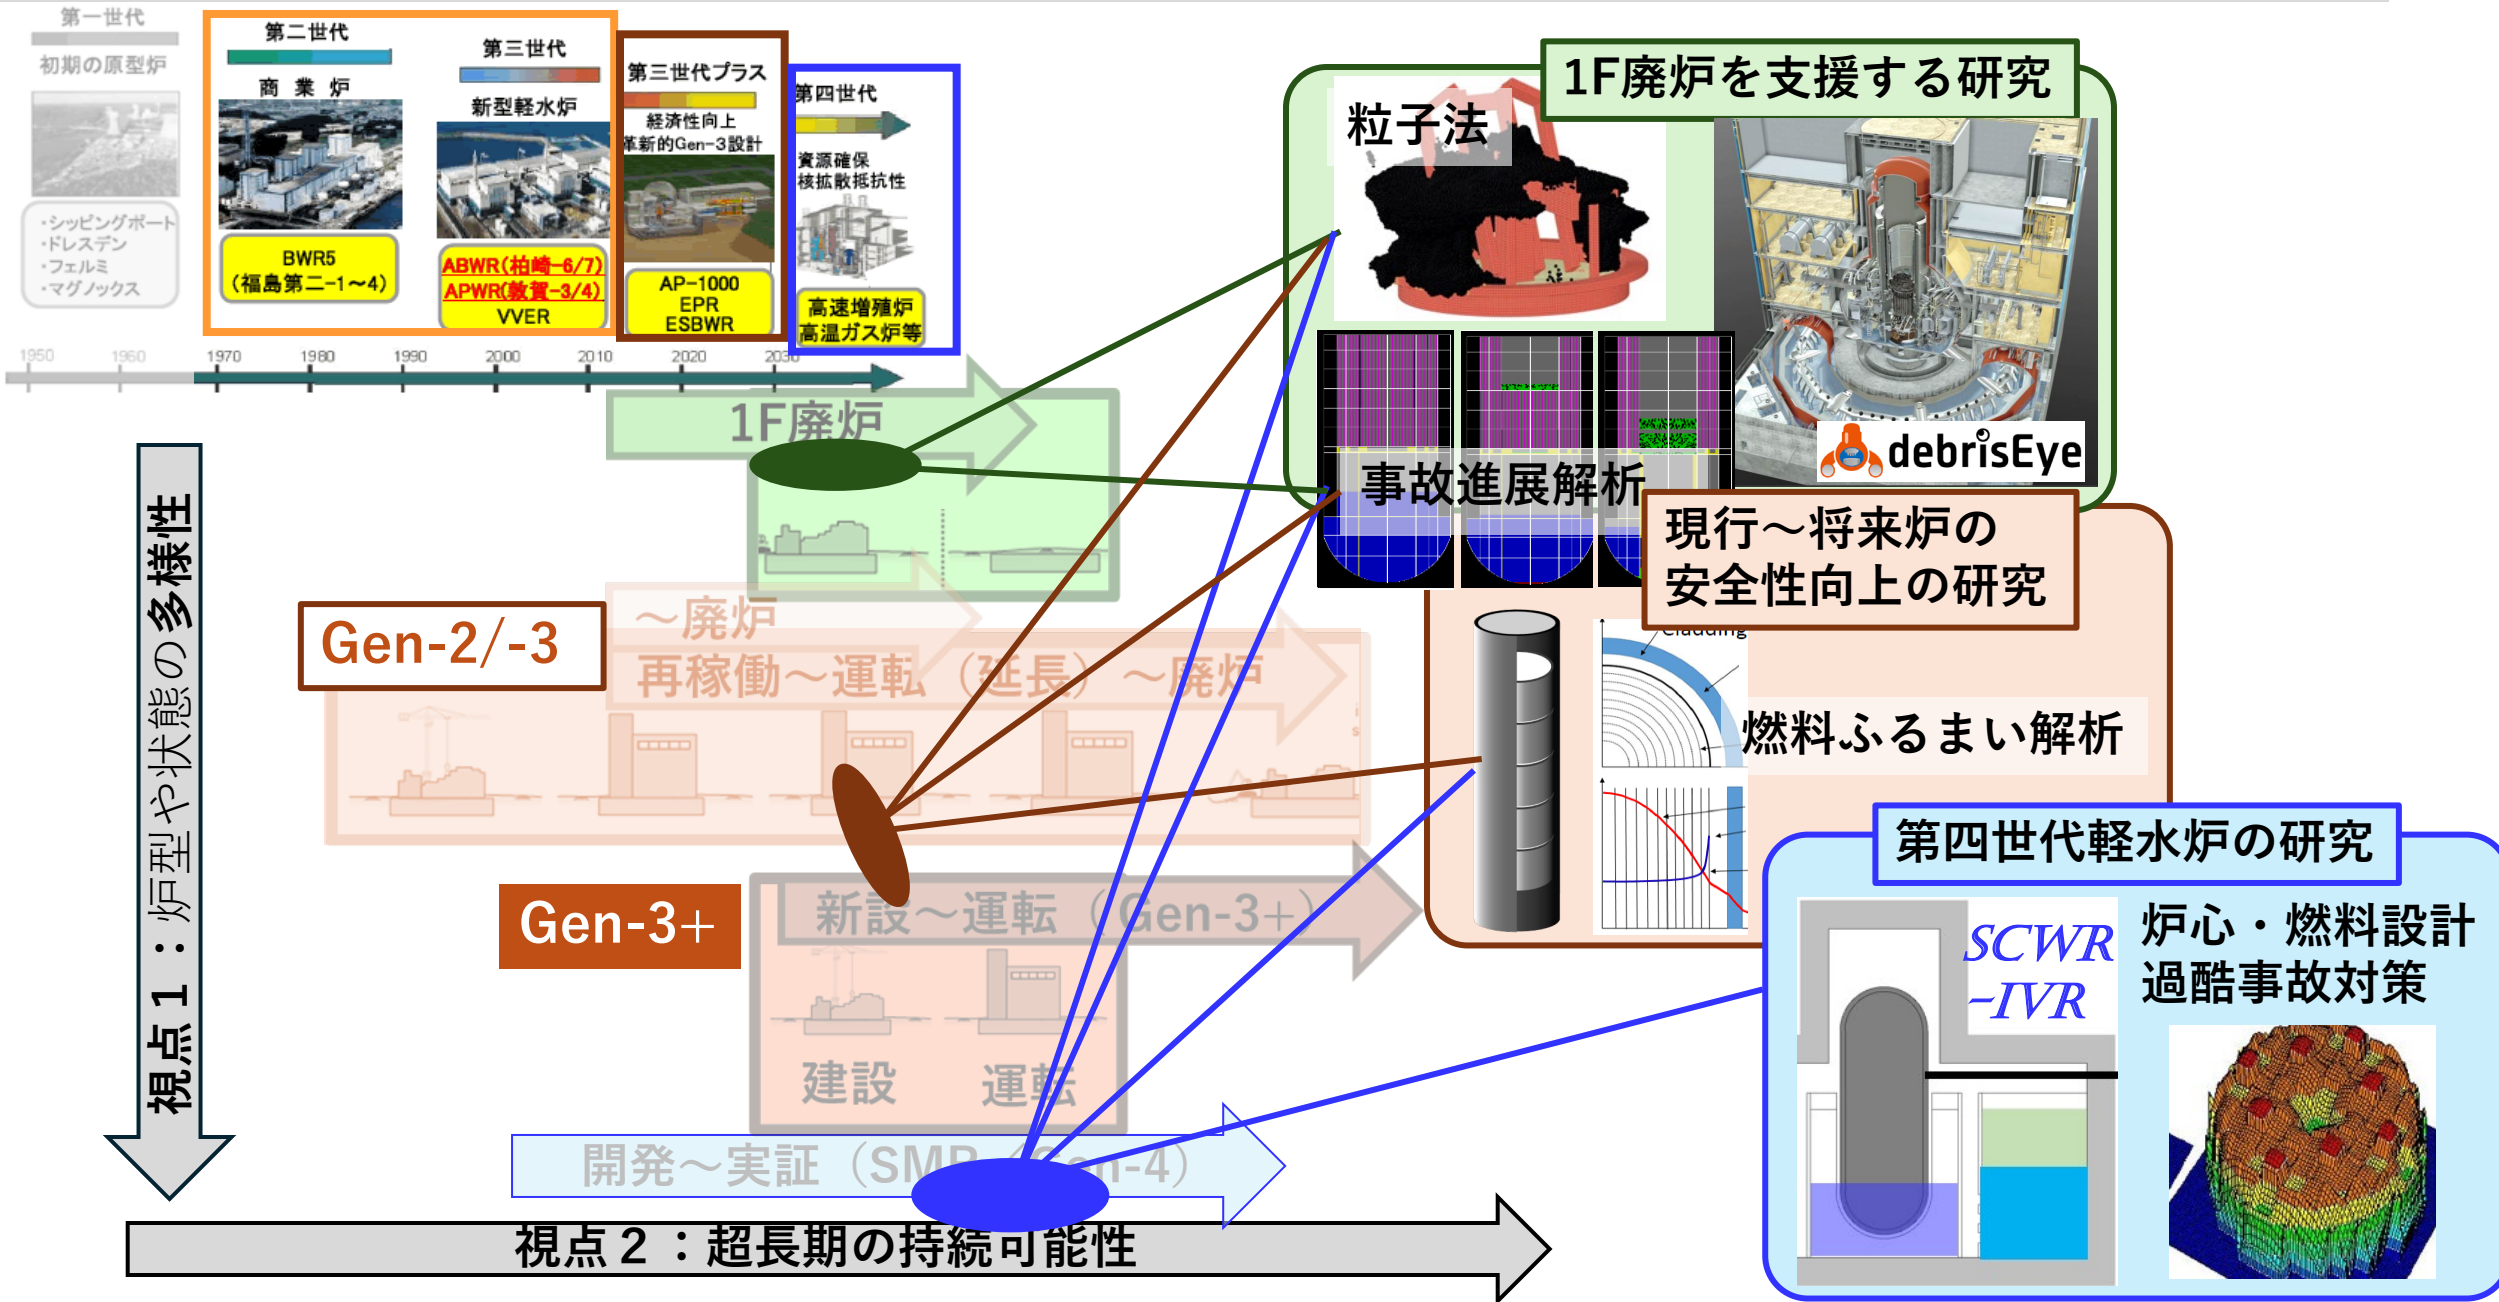 第一世代
初期の原型炉
・シッピングポート
・ドレスデン
・フェルミ
・マグノックス
第二世代
商業炉
BWR5
(福島第二-1～4)
第三世代
新型軽水炉
ABWR(柏崎-6/7)
APWR(敦賀-3/4)
VVER
第三世代プラス
経済性向上
革新的Gen-3設計
AP-1000
EPR
ESBWR
第四世代
資源確保
核拡散抵抗性
高速増殖炉
高温ガス炉等
1950 1960 1970 1980 1990 2000 2010 2020 2030
1F廃炉
～廃炉
Gen-2/-3
再稼働～運転（延長）～廃炉
Gen-3+
新設～運転（Gen-3+）
建設 運転
開発～実証（SMR/Gen-4）
視点１：炉型や状態の多様性
視点２：超長期の持続可能性
1F廃炉を支援する研究
粒子法
debrisEye
事故進展解析
現行～将来炉の
安全性向上の研究
Cladding
燃料ふるまい解析
第四世代軽水炉の研究
SCWR
-IVR
炉心・燃料設計
過酷事故対策